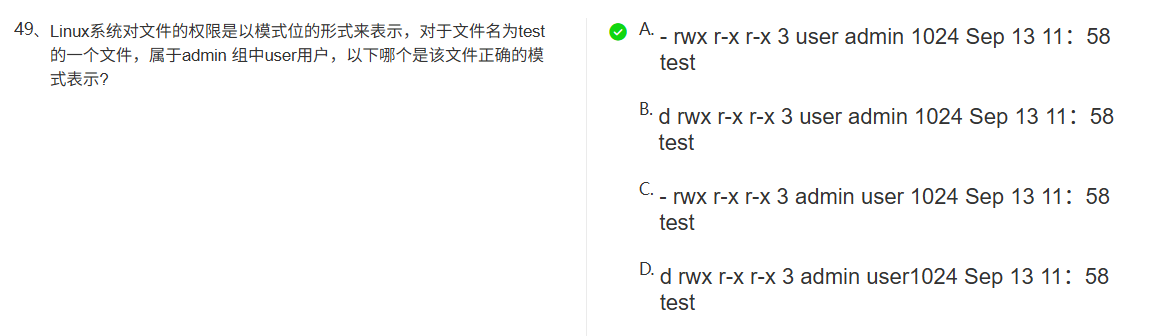 49、Linux系统对文件的权限是以模式位的形式来表示，对于文件名为test
的一个文件，属于admin 组中user用户，以下哪个是该文件正确的模
式表示?
A. - rwx r-x r-x 3 user admin 1024 Sep 13 11：58
test
B. d rwx r-x r-x 3 user admin 1024 Sep 13 11：58
test
C. - rwx r-x r-x 3 admin user 1024 Sep 13 11：58
test
D. d rwx r-x r-x 3 admin user1024 Sep 13 11：58
test